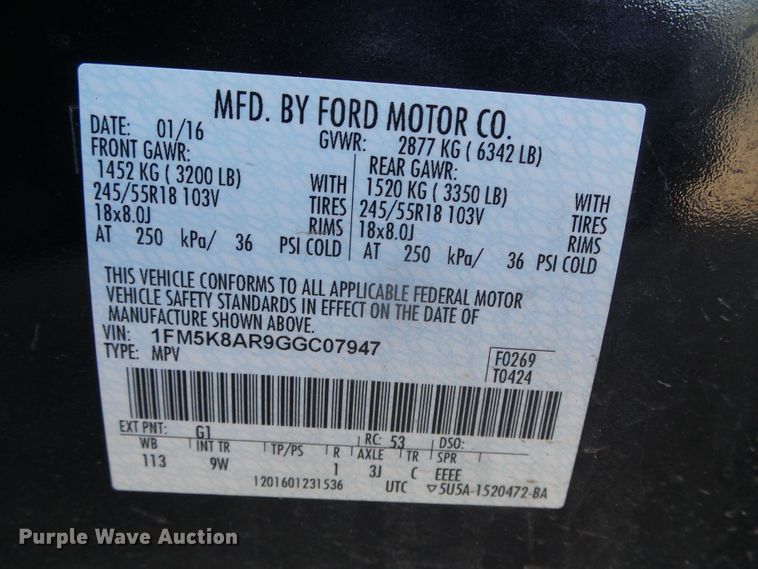 MFD. BY FORD MOTOR CO.
DATE: 01/16 GVWR: 2877 KG ( 6342 LB)
FRONT GAWR: REAR GAWR:
1452 KG ( 3200 LB) WITH 1520 KG ( 3350 LB) WITH
245/55R18 103V TIRES 245/55R18 103V TIRES
18x8.0J RIMS 18x8.0J RIMS
AT 250 kPa/ 36 PSI COLD AT 250 kPa/ 36 PSI COLD
THIS VEHICLE CONFORMS TO ALL APPLICABLE FEDERAL MOTOR
VEHICLE SAFETY STANDARDS IN EFFECT ON THE DATE OF
MANUFACTURE SHOWN ABOVE.
VIN: 1FM5K8AR9GGC07947 F0269
TYPE: MPV T0424
EXT PNT: G1 RC: 53 DSO:
WB INT TR TP/PS R AXLE TR SPR
113 9W 1 3J C EEEE
1201601231536 UTC ▽5U5A-1520472-BA
Purple Wave Auction